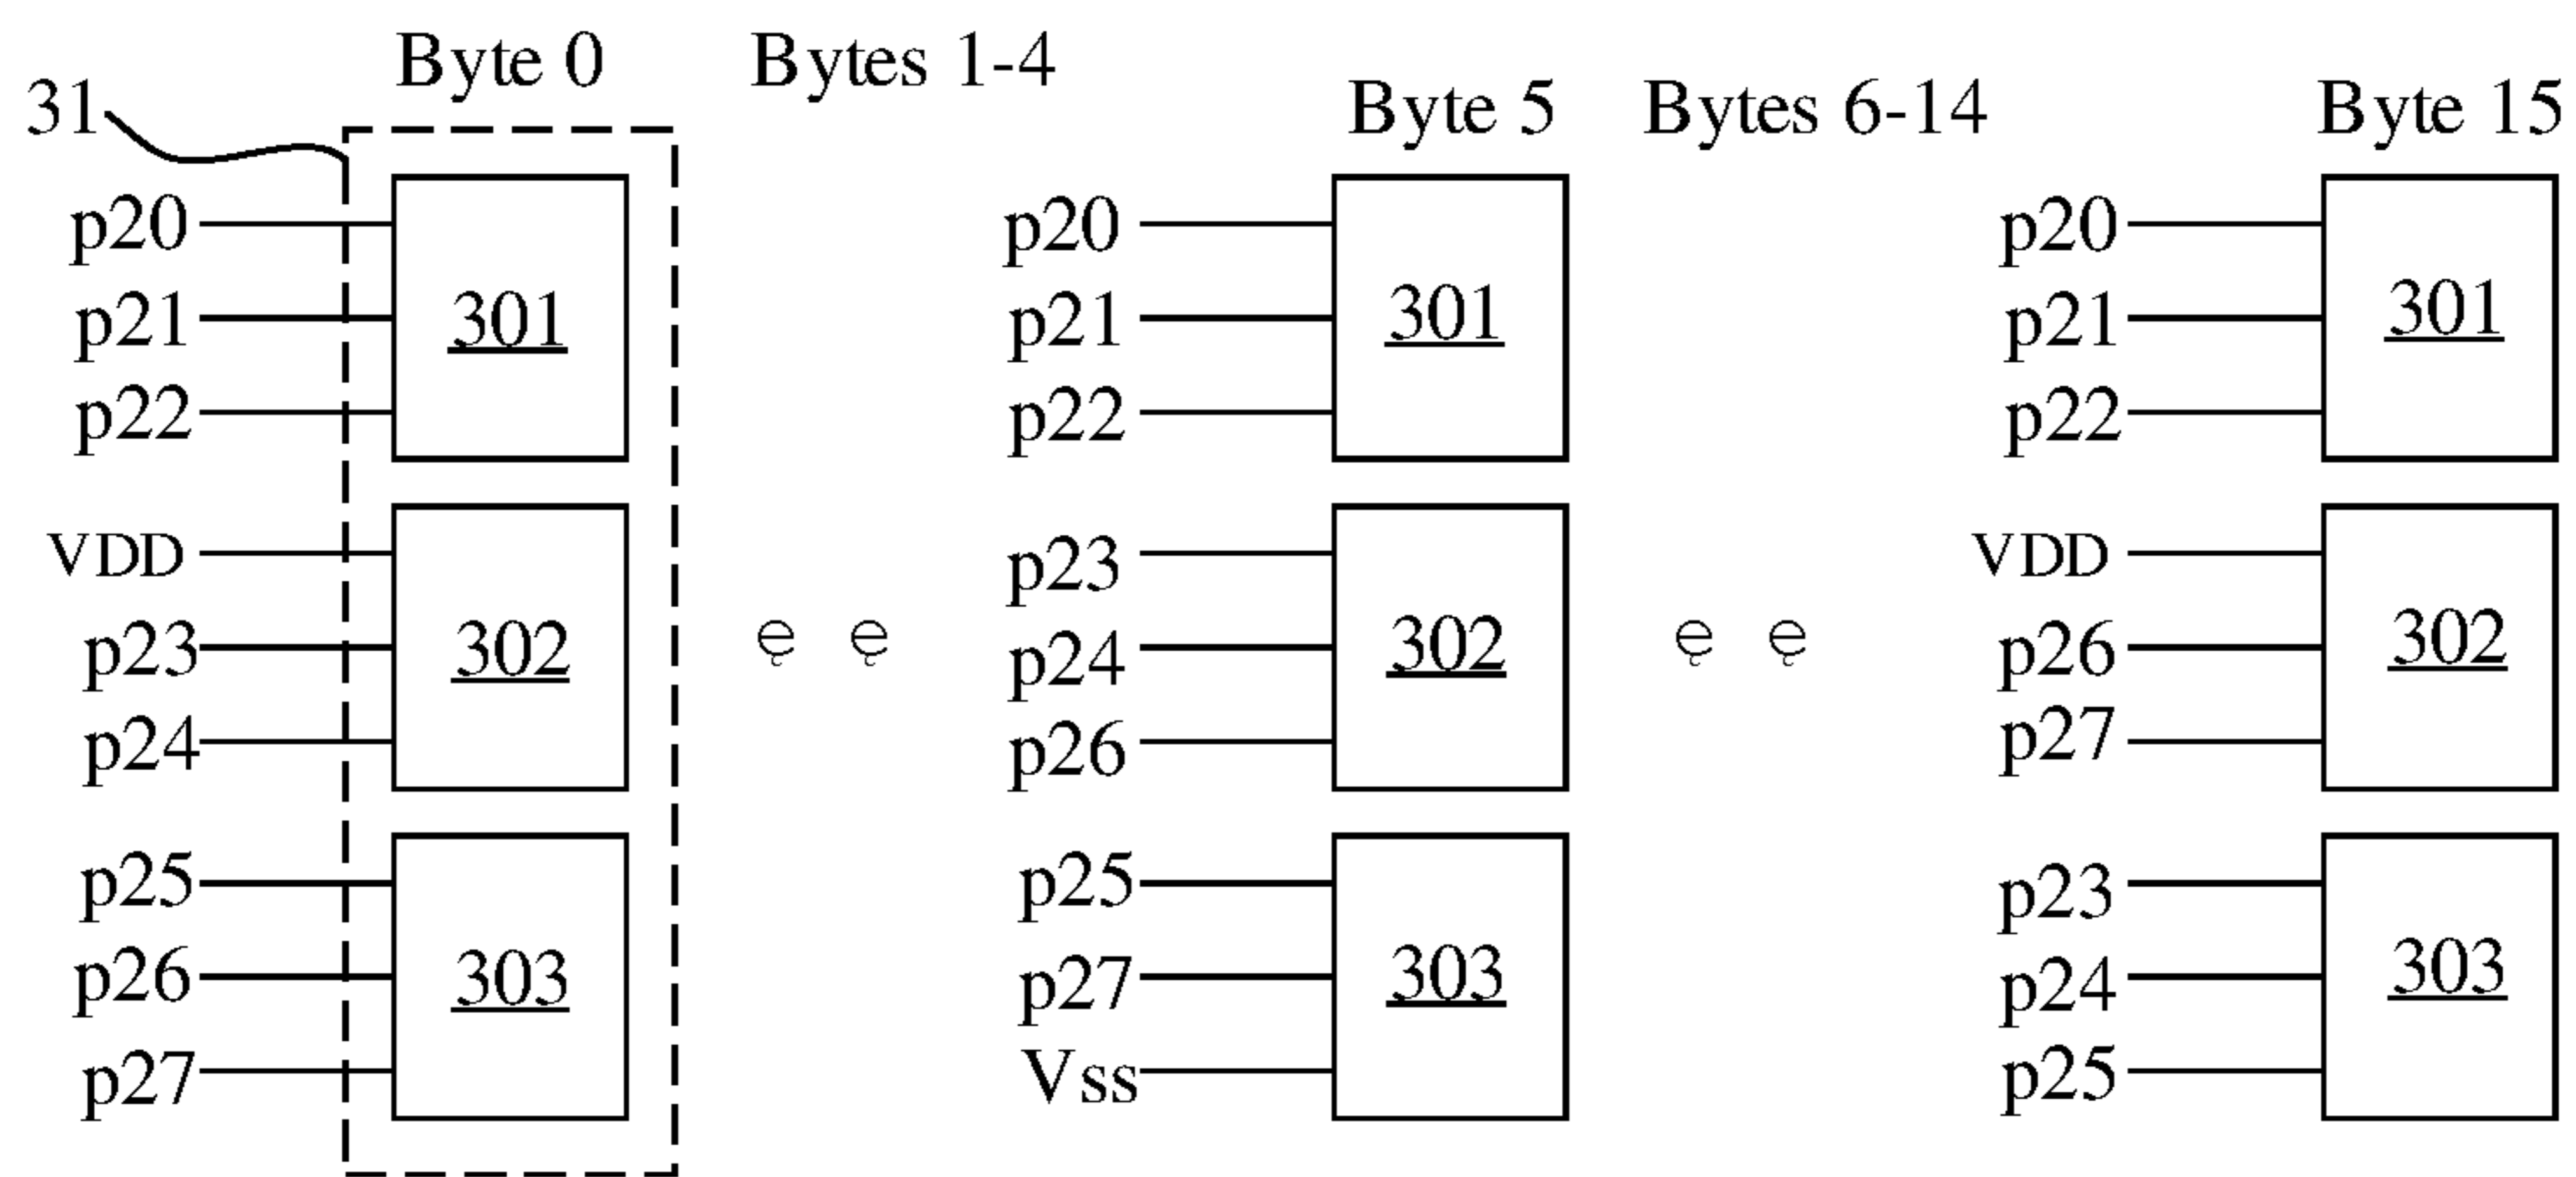 Byte 0 Bytes 1-4
31 Byte 5 Bytes 6-14 Byte 15
p20 p20 p20
p21 301 p21 301 p21 301
p22 p22 p22
VDD p23 VDD
p23 302 p24 302 p26 302
p24 p26 p27
p25 p25 p23
p26 303 p27 303 p24 303
p27 Vss p25